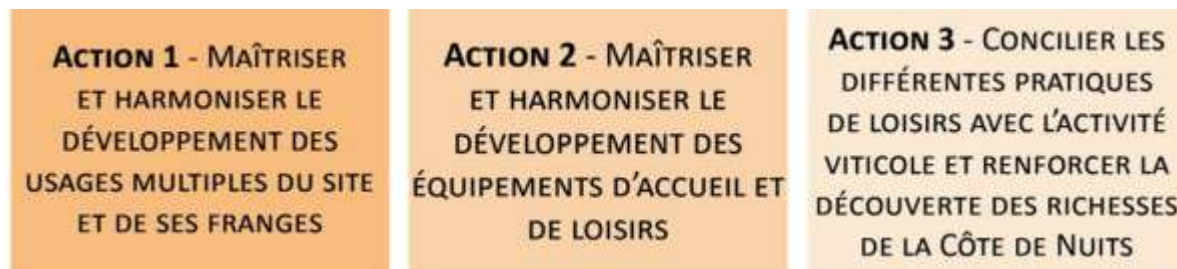 ACTION 1 - MAÎTRISER
ET HARMONISER LE
DÉVELOPPEMENT DES
USAGES MULTIPLES DU SITE
ET DE SES FRANGES
ACTION 2 - MAÎTRISER
ET HARMONISER LE
DÉVELOPPEMENT DES
ÉQUIPEMENTS D'ACCUEIL ET
DE LOISIRS
ACTION 3 - CONCILIER LES
DIFFÉRENTES PRATIQUES
DE LOISIRS AVEC L'ACTIVITÉ
VITICOLE ET RENFORCER LA
DÉCOUVERTE DES RICHESSES
DE LA CÔTE DE NUITS